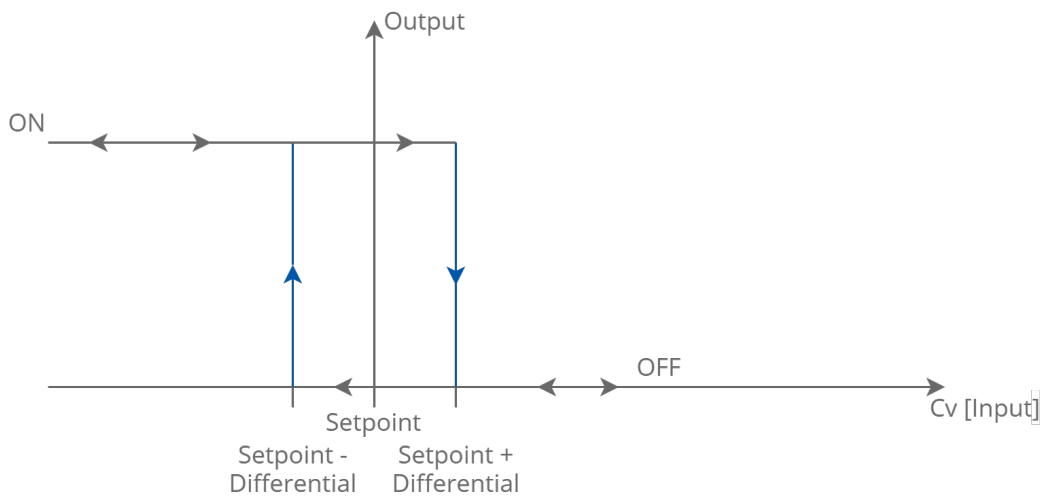 Output
ON
OFF
Cv [Input]
Setpoint
Setpoint -
Differential
Setpoint +
Differential